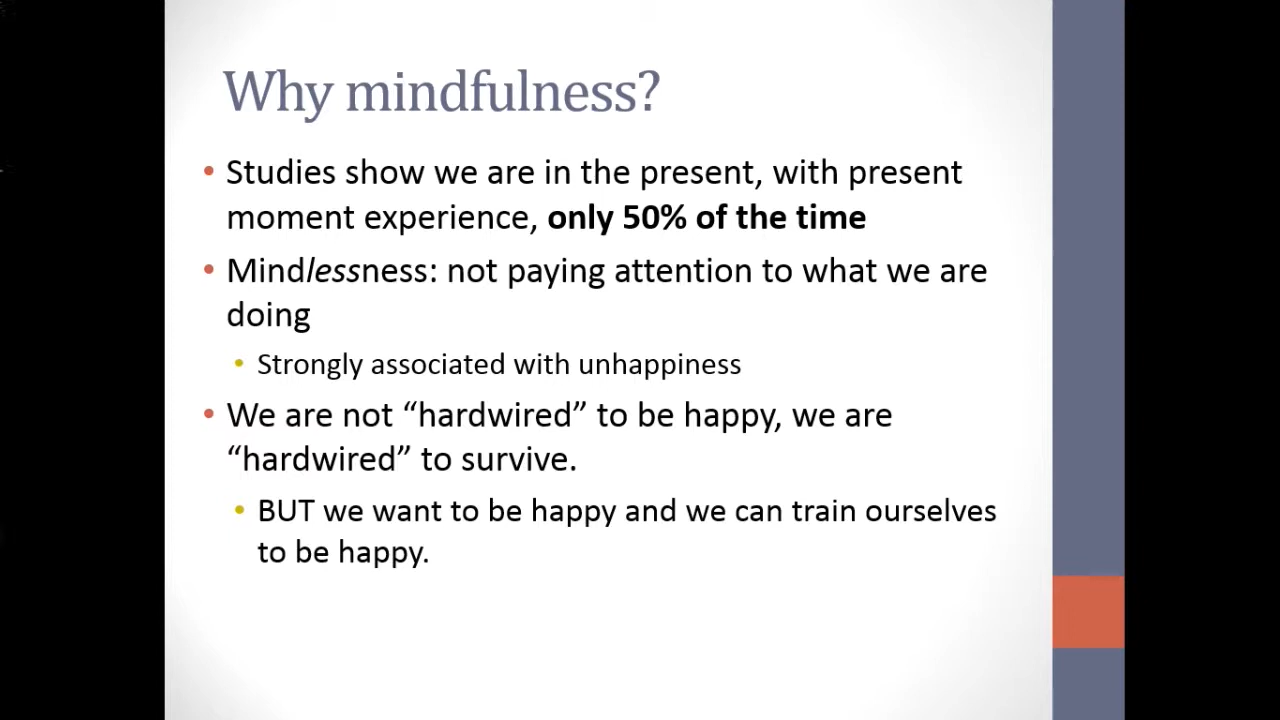 Why mindfulness?
• Studies show we are in the present, with present
moment experience, only 50% of the time
• Mindlessness: not paying attention to what we are
doing
• Strongly associated with unhappiness
• We are not “hardwired” to be happy, we are
“hardwired” to survive.
• BUT we want to be happy and we can train ourselves
to be happy.